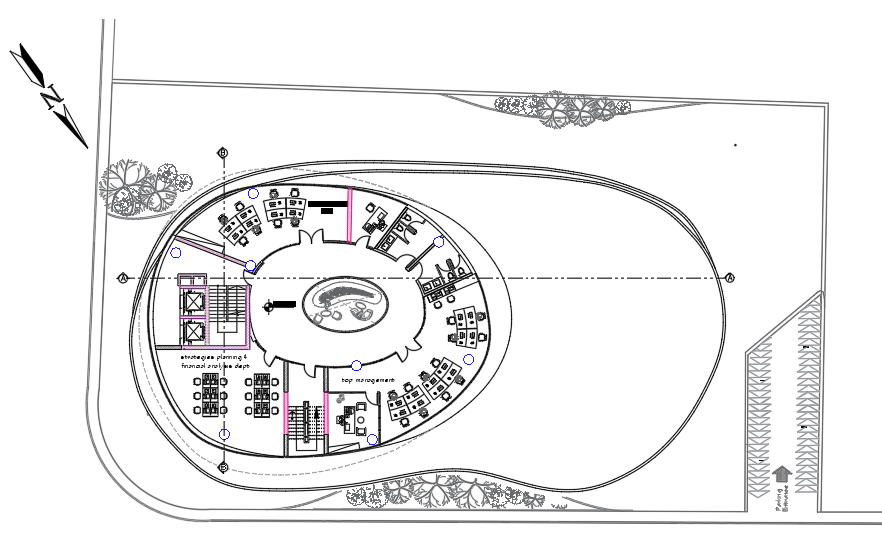 N
B
A
A
strategies planning &
financial analysis dept
top management
B
Parking
Entrance